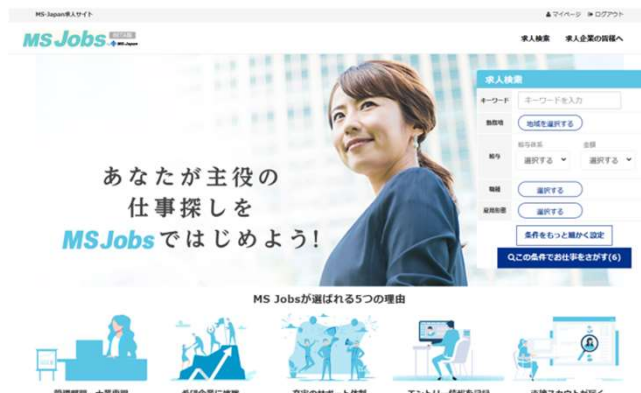 MS-Japan求人サイト
マイページ ログアウト
MS Jobs BETA版
MS-Japan
求人検索 求人企業の皆様へ
あなたが主役の
仕事探しを
MS Jobsではじめよう!
求人検索
キーワード キーワードを入力
勤務地 地域を選択する
給与体系 金額
給与 選択する 選択する
職種 選択する
雇用形態 選択する
条件をもっと細かく設定
この条件でお仕事をさがす(6)
MS Jobsが選ばれる5つの理由